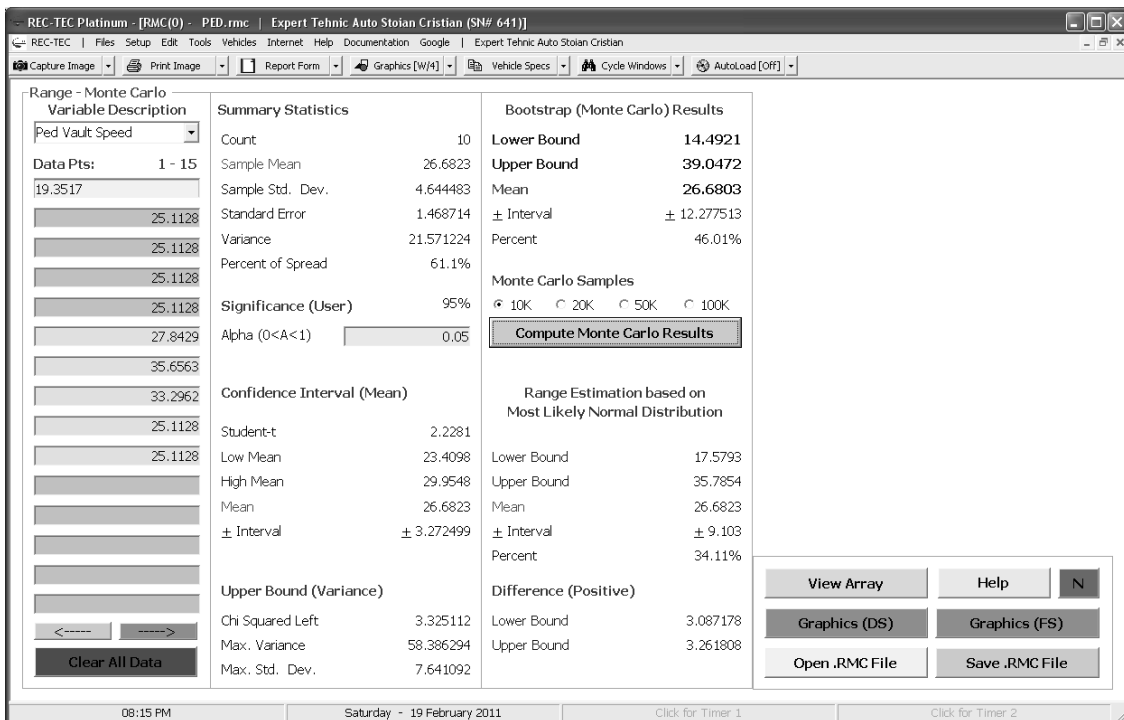 REC-TEC Platinum - [RMC(0) - PED.rmc | Expert Tehnic Auto Stoian Cristian (SN# 641)]
REC-TEC | Files Setup Edit Tools Vehicles Internet Help Documentation Google | Expert Tehnic Auto Stoian Cristian
Capture Image Print Image Report Form Graphics [W/4] Vehicle Specs Cycle Windows AutoLoad [Off]
Range - Monte Carlo
Variable Description
Ped Vault Speed
Data Pts: 1 - 15
19.3517
25.1128
25.1128
25.1128
25.1128
27.8429
35.6563
33.2962
25.1128
25.1128
<----- ----->
Clear All Data
Summary Statistics
Count 10
Sample Mean 26.6823
Sample Std. Dev. 4.644483
Standard Error 1.468714
Variance 21.571224
Percent of Spread 61.1%
Significance (User) 95%
Alpha (0<A<1) 0.05
Confidence Interval (Mean)
Student-t 2.2281
Low Mean 23.4098
High Mean 29.9548
Mean 26.6823
± Interval ± 3.272499
Upper Bound (Variance)
Chi Squared Left 3.325112
Max. Variance 58.386294
Max. Std. Dev. 7.641092
Bootstrap (Monte Carlo) Results
Lower Bound 14.4921
Upper Bound 39.0472
Mean 26.6803
± Interval ± 12.277513
Percent 46.01%
Monte Carlo Samples
10K 20K 50K 100K
Compute Monte Carlo Results
Range Estimation based on
Most Likely Normal Distribution
Lower Bound 17.5793
Upper Bound 35.7854
Mean 26.6823
± Interval ± 9.103
Percent 34.11%
Difference (Positive)
Lower Bound 3.087178
Upper Bound 3.261808
View Array Help N
Graphics (DS) Graphics (FS)
Open .RMC File Save .RMC File
08:15 PM Saturday - 19 February 2011 Click for Timer 1 Click for Timer 2